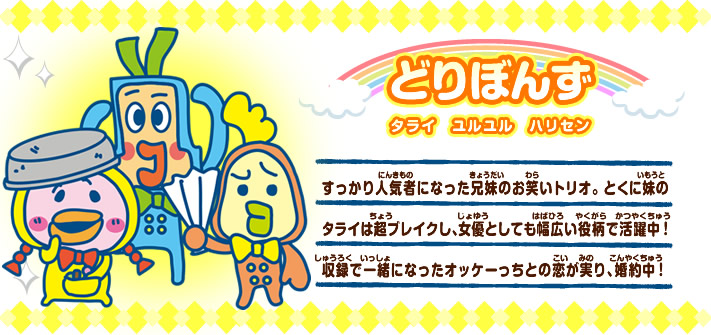 どりぼんず
タライ ユルユル ハリセン
すっかり人気者になった兄妹のお笑いトリオ。とくに妹の
タライは超ブレイクし、女優としても幅広い役柄で活躍中！
収録で一緒になったオッケーっちとの恋が実り、婚約中！